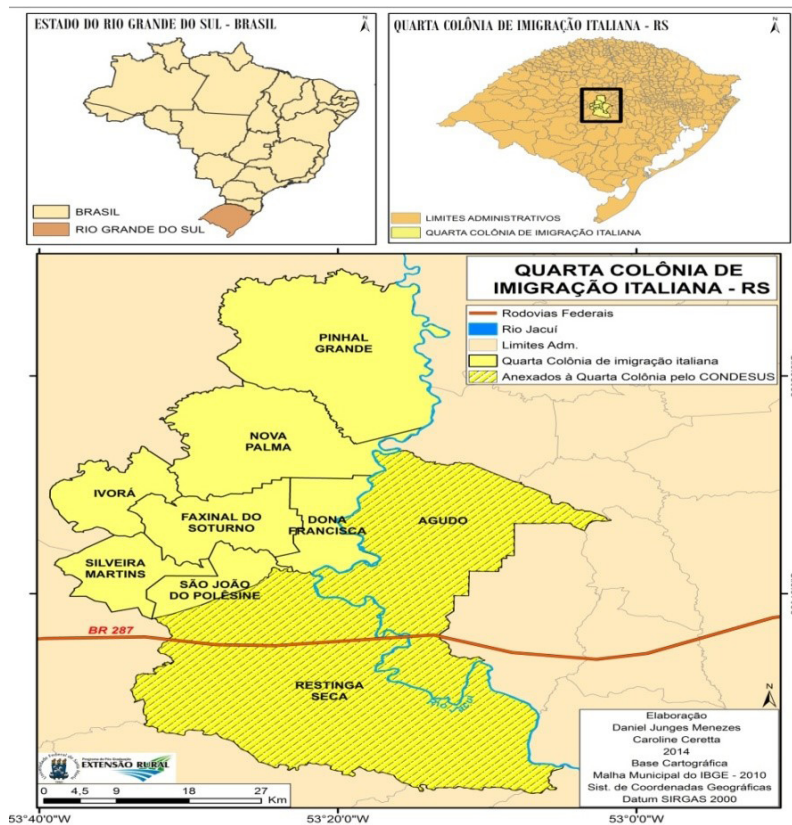 ESTADO DO RIO GRANDE DO SUL - BRASIL
N
BRASIL
RIO GRANDE DO SUL
QUARTA COLÔNIA DE IMIGRAÇÃO ITALIANA - RS
N
LIMITES ADMINISTRATIVOS
QUARTA COLÔNIA DE IMIGRAÇÃO ITALIANA
QUARTA COLÔNIA DE
IMIGRAÇÃO ITALIANA - RS
Rodovias Federais
Rio Jacuí
Limites Adm.
Quarta Colônia de imigração italiana
Anexados à Quarta Colônia pelo CONDESUS
PINHAL
GRANDE
NOVA
PALMA
IVORÁ
FAXINAL DO
SOTURNO
DONA
FRANCISCA
AGUDO
SILVEIRA
MARTINS
SÃO JOÃO
DO POLÊSINE
BR 287
RESTINGA
SECA
Rio Jacuí
N
Elaboração
Daniel Junges Menezes
Caroline Ceretta
2014
Base Cartográfica
Malha Municipal do IBGE - 2010
Sist. de Coordenadas Geográficas
Datum SIRGAS 2000
EXTENSÃO RURAL
0 4,5 9 18 27
Km
53°40'0"W 53°20'0"W 53°0'0"W